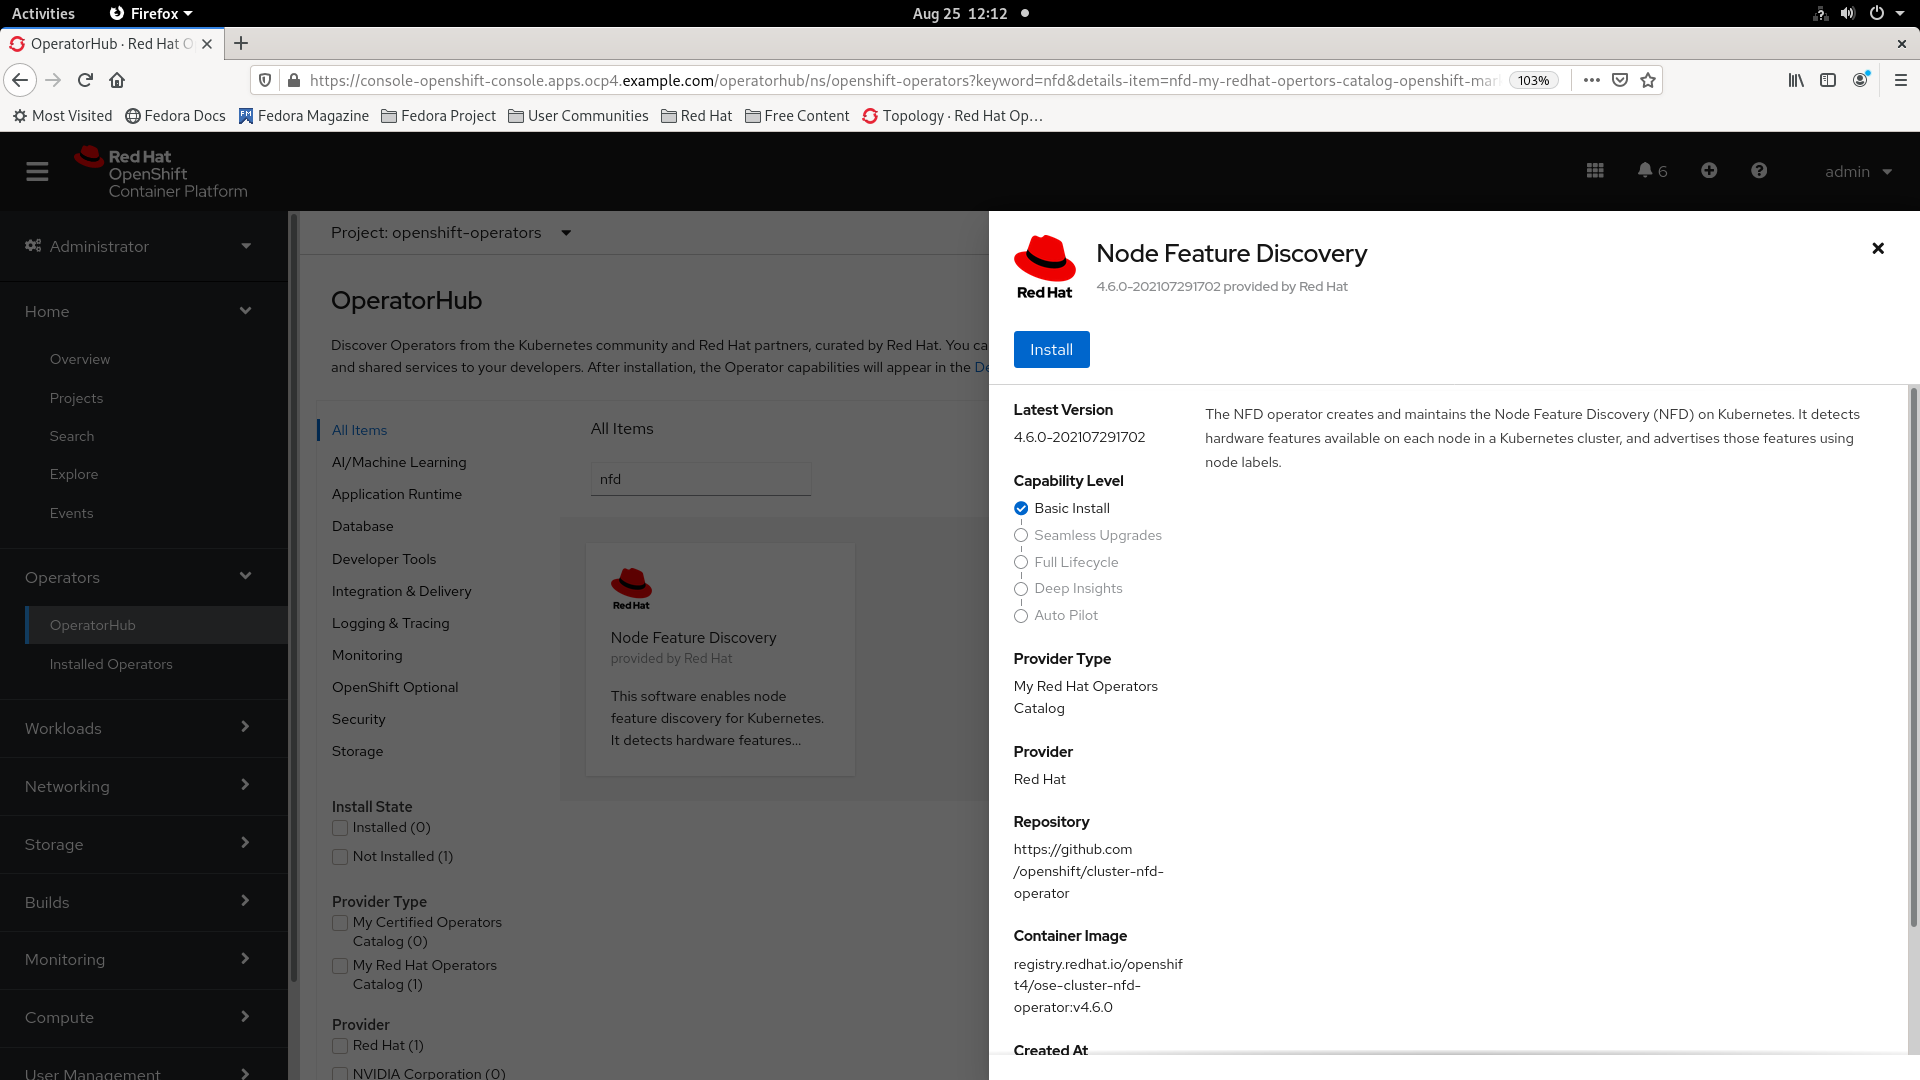 Activities
Firefox
Aug 25 12:12
OperatorHub · Red Hat O
https://console-openshift-console.apps.ocp4.example.com/operatorhub/ns/openshift-operators?keyword=nfd&details-item=nfd-my-redhat-opertors-catalog-openshift-mar
103%
Most Visited
Fedora Docs
Fedora Magazine
Fedora Project
User Communities
Red Hat
Free Content
Topology · Red Hat Op…
Red Hat
OpenShift
Container Platform
6
admin
Administrator
Home
Overview
Projects
Search
Explore
Events
Operators
OperatorHub
Installed Operators
Workloads
Networking
Storage
Builds
Monitoring
Compute
User Management
Project: openshift-operators
OperatorHub
Discover Operators from the Kubernetes community and Red Hat partners, curated by Red Hat. You ca
and shared services to your developers. After installation, the Operator capabilities will appear in the De
All Items
AI/Machine Learning
Application Runtime
Database
Developer Tools
Integration & Delivery
Logging & Tracing
Monitoring
OpenShift Optional
Security
Storage
Install State
Installed (0)
Not Installed (1)
Provider Type
My Certified Operators
Catalog (0)
My Red Hat Operators
Catalog (1)
Provider
Red Hat (1)
NVIDIA Corporation (0)
All Items
nfd
Red Hat
Node Feature Discovery
provided by Red Hat
This software enables node
feature discovery for Kubernetes.
It detects hardware features...
Red Hat
Node Feature Discovery
4.6.0-202107291702 provided by Red Hat
Install
Latest Version
4.6.0-202107291702
Capability Level
Basic Install
Seamless Upgrades
Full Lifecycle
Deep Insights
Auto Pilot
Provider Type
My Red Hat Operators
Catalog
Provider
Red Hat
Repository
https://github.com
/openshift/cluster-nfd-
operator
Container Image
registry.redhat.io/openshif
t4/ose-cluster-nfd-
operator:v4.6.0
Created At
The NFD operator creates and maintains the Node Feature Discovery (NFD) on Kubernetes. It detects
hardware features available on each node in a Kubernetes cluster, and advertises those features using
node labels.